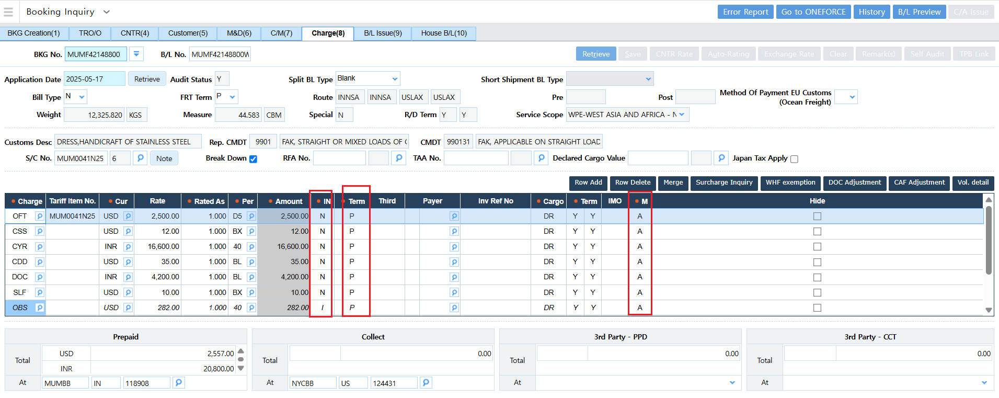 Booking Inquiry
Error Report Go to ONEFORCE History B/L Preview C/A Issue
BKG Creation(1) TRO/O CNTR(4) Customer(5) M&D(6) C/M(7) Charge(8) B/L Issue(9) House B/L(10)
BKG No. MUMF42148800 B/L No. MUMF42148800W Retrieve Save CNTR Rate Auto-Rating Exchange Rate Clear Remark(s) Self Audit TPB Link
Application Date 2025-05-17 Retrieve Audit Status Y Split BL Type Blank Short Shipment BL Type
Bill Type N FRT Term P Route INNSA INNSA USLAX USLAX Pre Post Method Of Payment EU Customs
(Ocean Freight)
Weight 12,325.820 KGS Measure 44.583 CBM Special N R/D Term Y Y Service Scope WPE-WEST ASIA AND AFRICA - N
Customs Desc DRESS,HANDICRAFT OF STAINLESS STEEL Rep. CMDT 9901 FAK, STRAIGHT OR MIXED LOADS OF CMDT 990131 FAK, APPLICABLE ON STRAIGHT LOAD
S/C No. MUM0041N25 6 Note Break Down RFA No. TAA No. Declared Cargo Value Japan Tax Apply
Row Add Row Delete Merge Surcharge Inquiry WHF exemption DOC Adjustment CAF Adjustment Vol. detail
Charge Tariff Item No. Cur Rate Rated As Per Amount IN Term Third Payer Inv Ref No Cargo Term IMO M Hide
OFT MUM0041N25 USD 2,500.00 1.000 D5 2,500.00 N P DR Y Y A
CSS USD 12.00 1.000 BX 12.00 N P DR Y Y A
CYR INR 16,600.00 1.000 40 16,600.00 N P DR Y Y A
CDD USD 35.00 1.000 BL 35.00 N P DR Y Y A
DOC INR 4,200.00 1.000 BL 4,200.00 N P DR Y Y A
SLF USD 10.00 1.000 BX 10.00 N P DR Y Y A
OBS USD 282.00 1.000 40 282.00 I P DR Y Y A
Prepaid Collect 3rd Party - PPD 3rd Party - CCT
Total USD 2,557.00 Total 0.00 Total 0.00 Total 0.00
INR 20,800.00
At MUMBB IN 118908 At NYCBB US 124431 At At